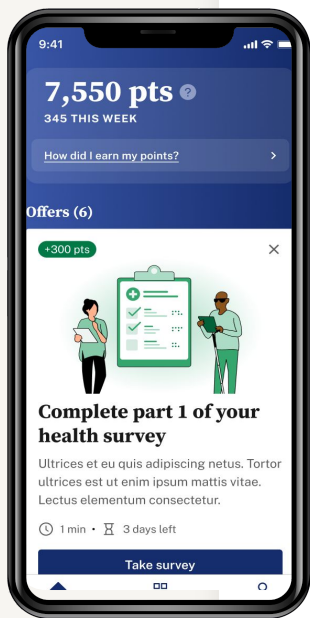 9:41
7,550 pts ?
345 THIS WEEK
How did I earn my points?
Offers (6)
+300 pts
Complete part 1 of your
health survey
Ultrices et eu quis adipiscing netus. Tortor
ultrices est ut enim ipsum mattis vitae.
Lectus elementum consectetur.
1 min • 3 days left
Take survey